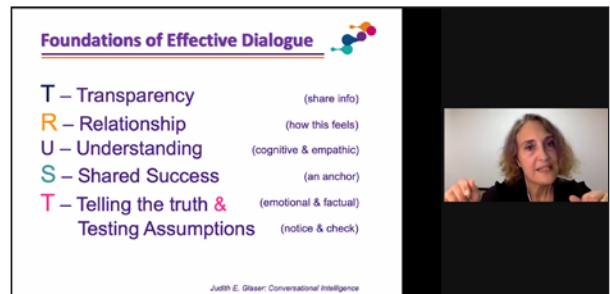 Foundations of Effective Dialogue
T – Transparency (share info)
R – Relationship (how this feels)
U – Understanding (cognitive & empathic)
S – Shared Success (an anchor)
T – Telling the truth & (emotional & factual)
Testing Assumptions (notice & check)
Judith E. Glaser: Conversational Intelligence